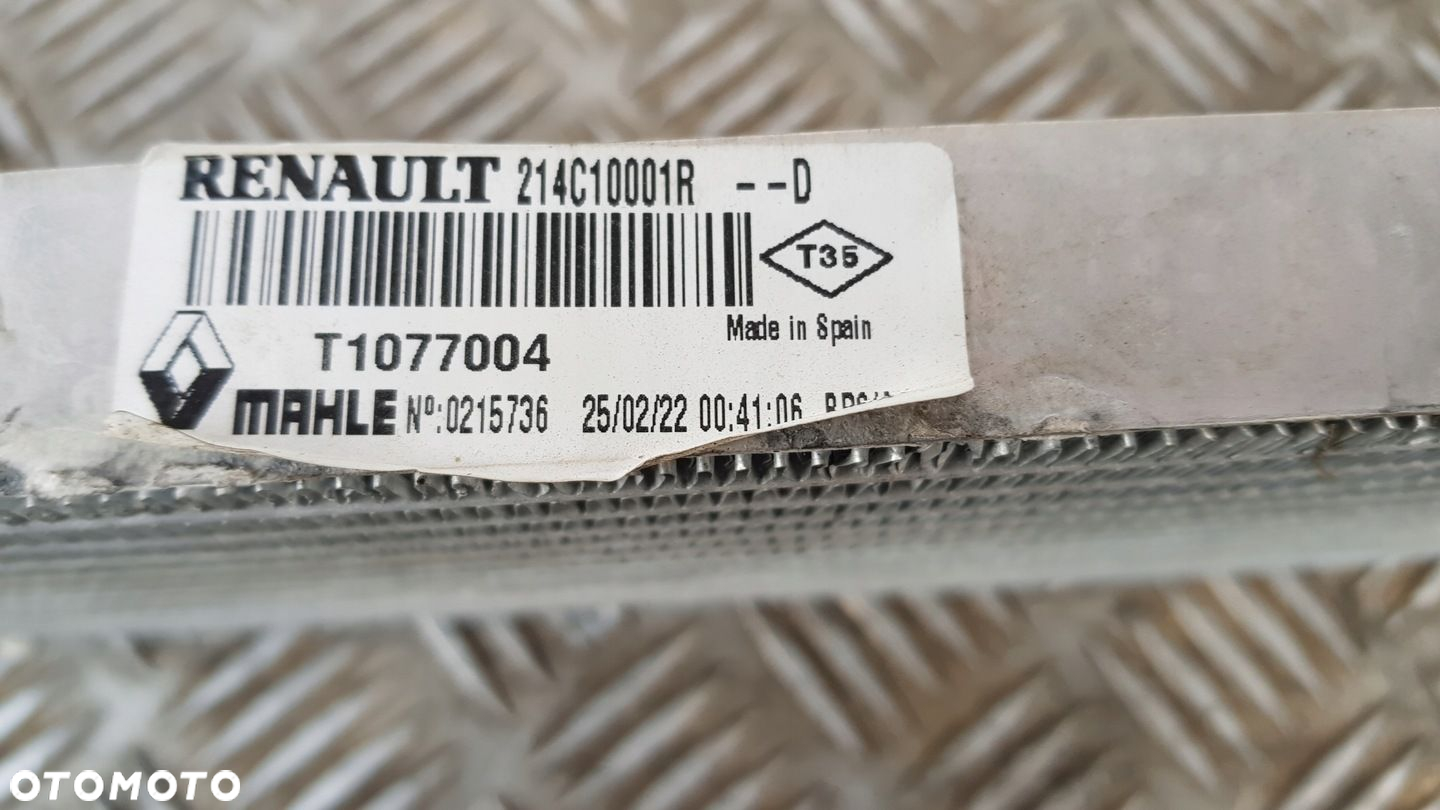 RENAULT 214C10001R --D
T35
Made in Spain
T1077004
MAHLE Nº:0215736 25/02/22 00:41:06
OTOMOTO